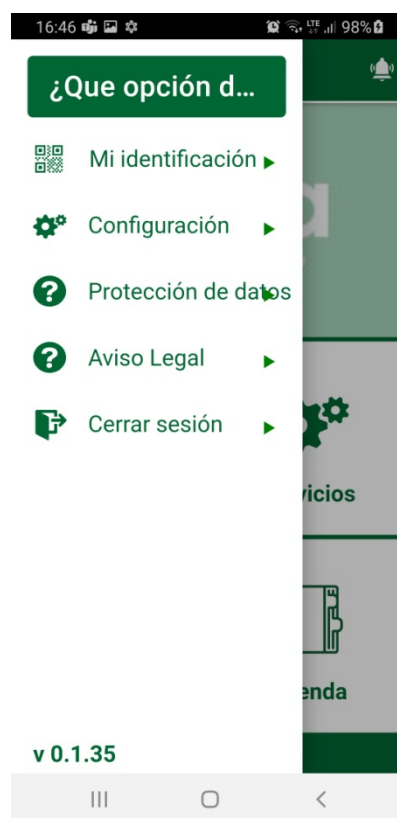 16:46 LTE 98%
¿Que opción d...
Mi identificación
Configuración
Protección de datos
Aviso Legal
Cerrar sesión
a
vicios
enda
v 0.1.35